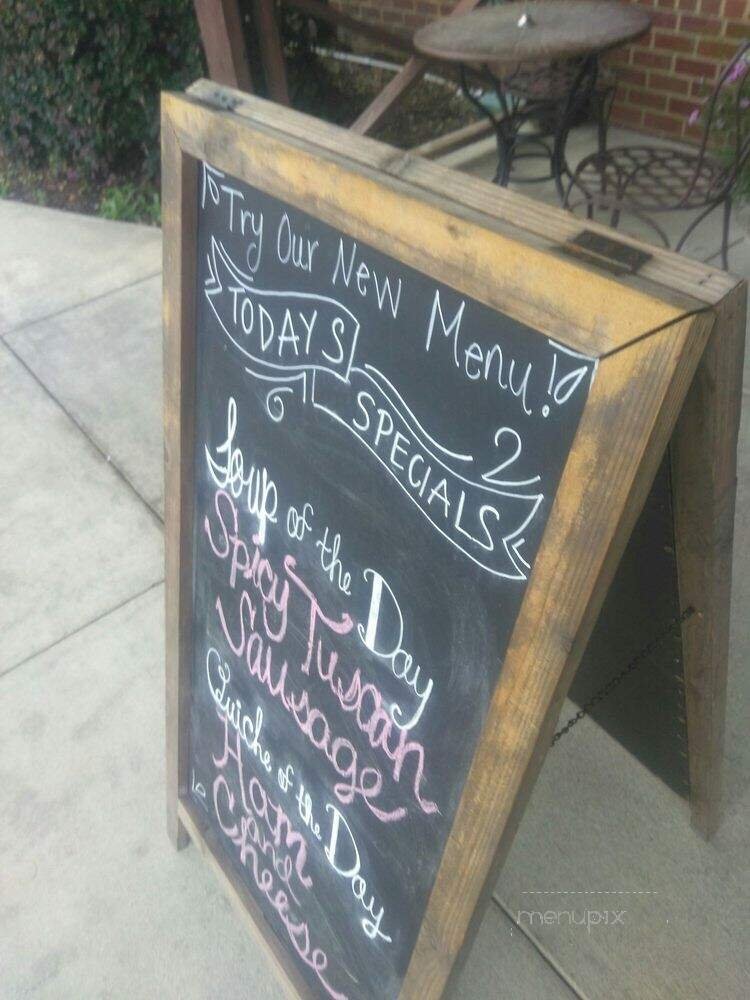 Try Our New Menu!
TODAYS
SPECIALS
Soup of the Day
Spicy Tuscan
Sausage
Quiche of the Day
Ham
and
Cheese
menupix